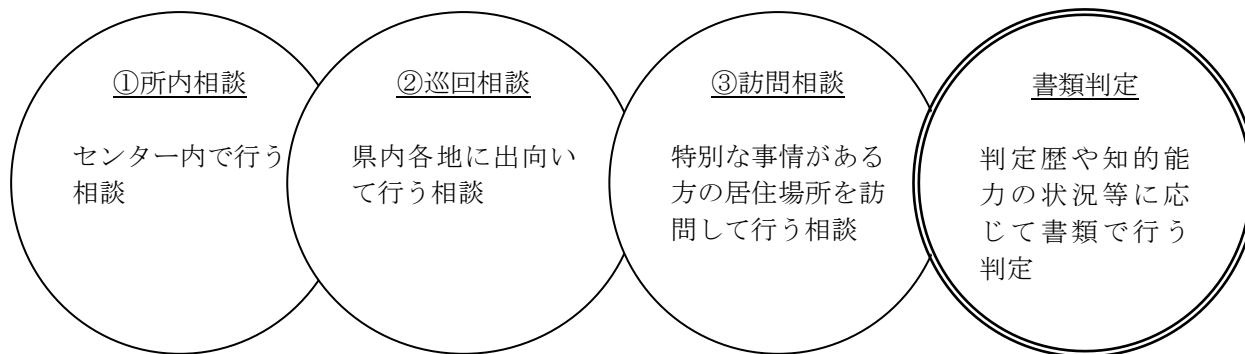 ①所内相談
センター内で行う
相談
②巡回相談
県内各地に出向い
て行う相談
③訪問相談
特別な事情がある
方の居住場所を訪
問して行う相談
書類判定
判定歴や知的能
力の状況等に応
じて書類で行う
判定